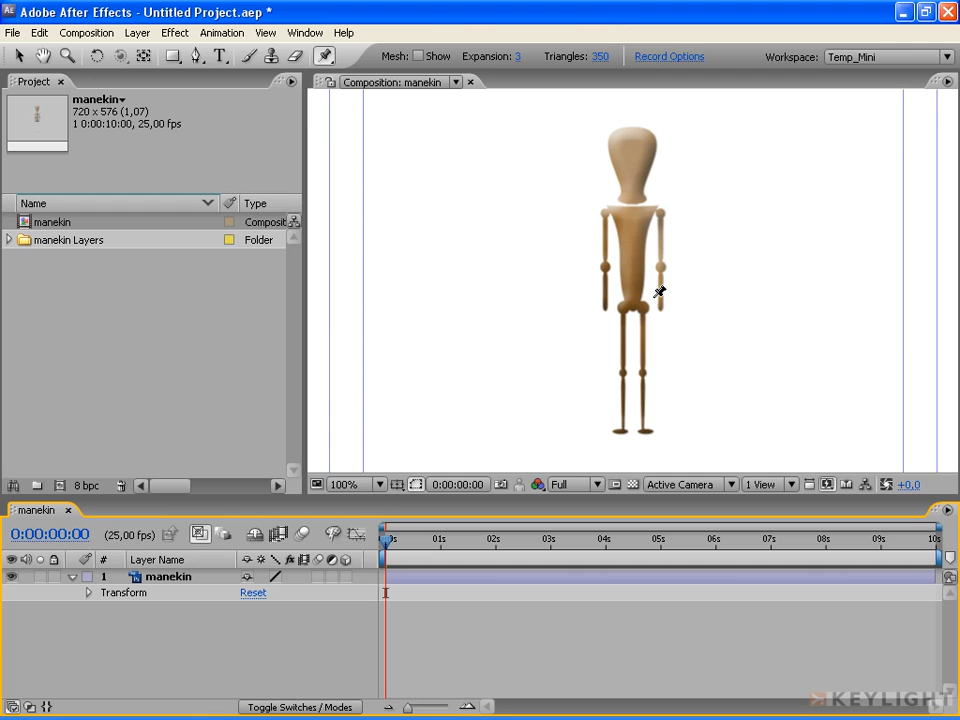 Adobe After Effects - Untitled Project.aep *
File Edit Composition Layer Effect Animation View Window Help
Mesh: Show Expansion: 3 Triangles: 350 Record Options Workspace: Temp_Mini
Project × Composition: manekin ×
manekin
720 x 576 (1,07)
1 0:00:10:00, 25,00 fps
Name Type
manekin Composit
manekin Layers Folder
8 bpc 100% 0:00:00:00 Full Active Camera 1 View +0,0
manekin ×
0:00:00:00 (25,00 fps) 0s 01s 02s 03s 04s 05s 06s 07s 08s 09s 10s
# Layer Name
1 manekin
Transform Reset
Toggle Switches / Modes
KEYLIGHT